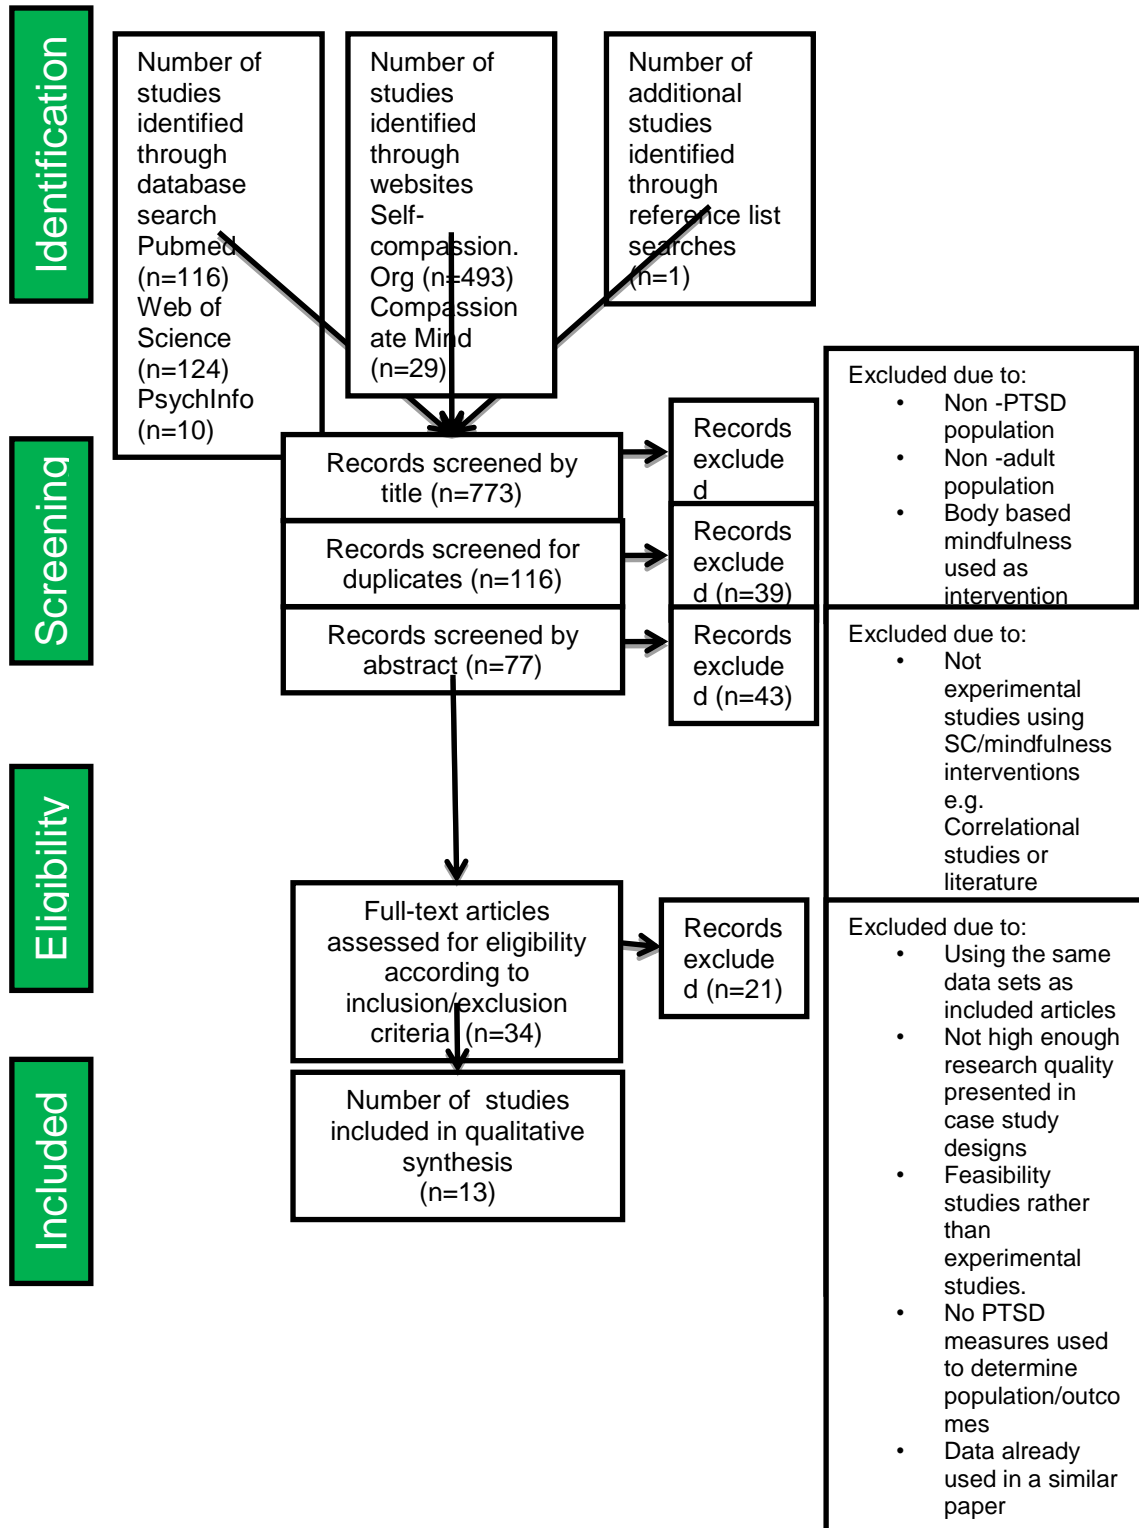 Identification
Number of
studies
identified
through
database
search
Pubmed
(n=116)
Web of
Science
(n=124)
PsychInfo
(n=10)
Number of
studies
identified
through
websites
Self-
compassion.
Org (n=493)
Compassion
ate Mind
(n=29)
Number of
additional
studies
identified
through
reference list
searches
(n=1)
Screening
Records screened by
title (n=773)
Records
exclude
d
Excluded due to:
• Non -PTSD
population
• Non -adult
population
• Body based
mindfulness
used as
intervention
Records screened for
duplicates (n=116)
Records
exclude
d (n=39)
Records screened by
abstract (n=77)
Records
exclude
d (n=43)
Excluded due to:
• Not
experimental
studies using
SC/mindfulness
interventions
e.g.
Correlational
studies or
literature
Eligibility
Full-text articles
assessed for eligibility
according to
inclusion/exclusion
criteria (n=34)
Records
exclude
d (n=21)
Excluded due to:
• Using the same
data sets as
included articles
• Not high enough
research quality
presented in
case study
designs
• Feasibility
studies rather
than
experimental
studies.
• No PTSD
measures used
to determine
population/outco
mes
• Data already
used in a similar
paper
Included
Number of studies
included in qualitative
synthesis
(n=13)